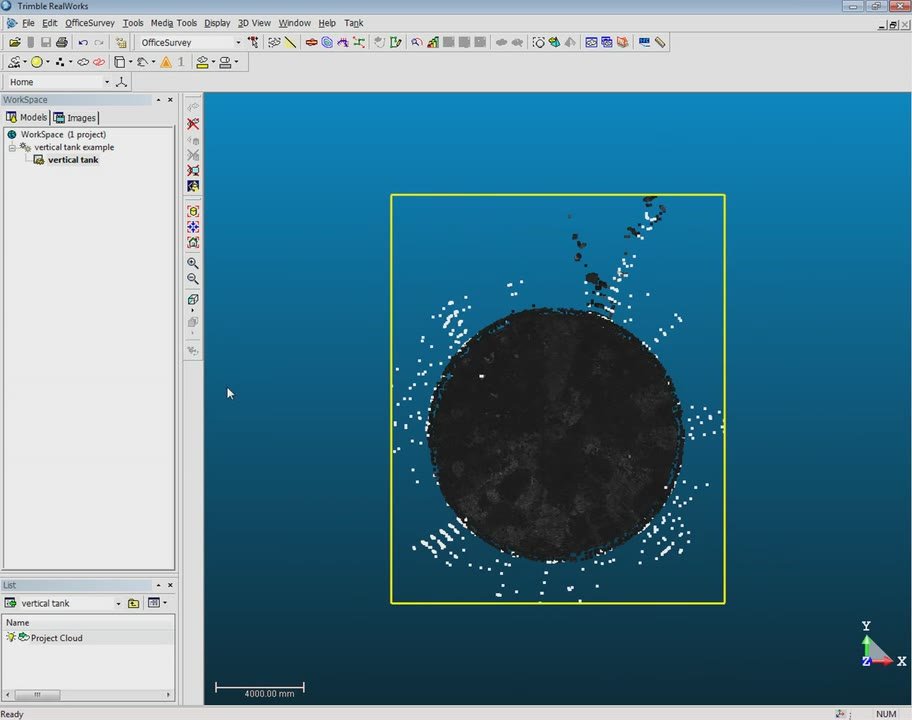 Trimble RealWorks
File Edit OfficeSurvey Tools Media Tools Display 3D View Window Help Tank
OfficeSurvey
1
Home
WorkSpace
Models Images
WorkSpace (1 project)
vertical tank example
vertical tank
List
vertical tank
Name
Project Cloud
4000.00 mm
Y
Z X
Ready
NUM